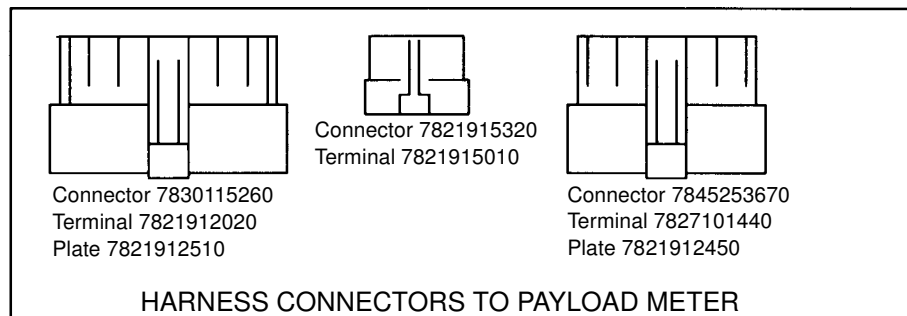 Connector 7830115260
Terminal 7821912020
Plate 7821912510
Connector 7821915320
Terminal 7821915010
Connector 7845253670
Terminal 7827101440
Plate 7821912450
HARNESS CONNECTORS TO PAYLOAD METER